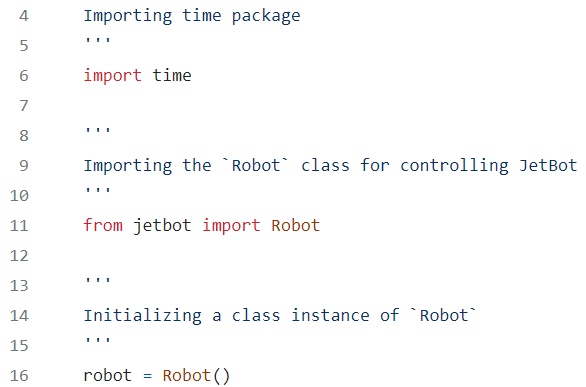 4 Importing time package
5 '''
6 import time
7
8 '''
9 Importing the `Robot` class for controlling JetBot
10 '''
11 from jetbot import Robot
12
13 '''
14 Initializing a class instance of `Robot`
15 '''
16 robot = Robot()